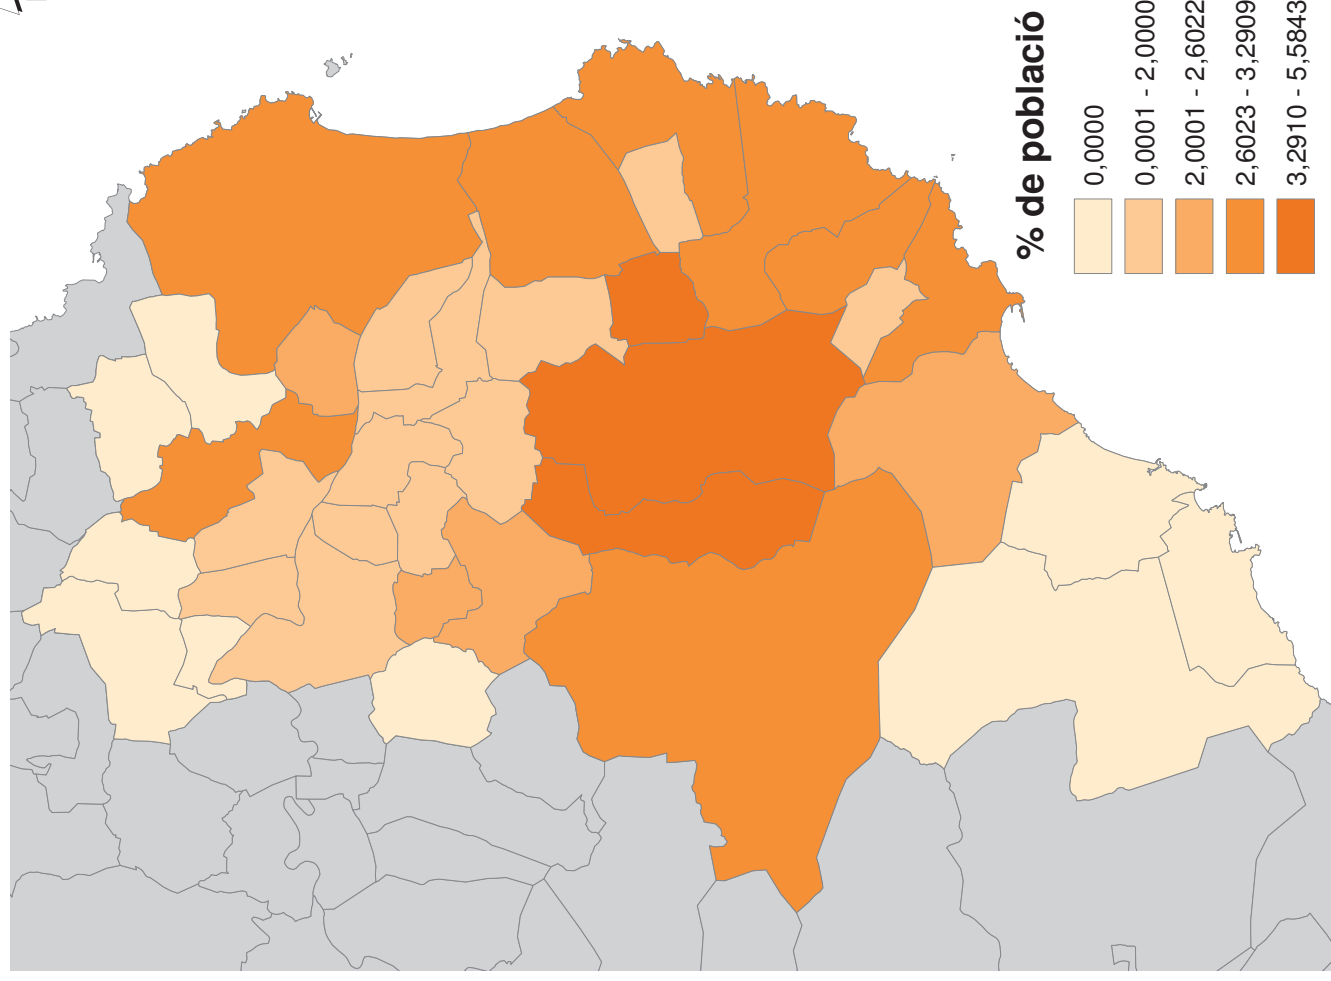 % de població
0,0000
0,0001 - 2,0000
2,0001 - 2,6022
2,6023 - 3,2909
3,2910 - 5,5843